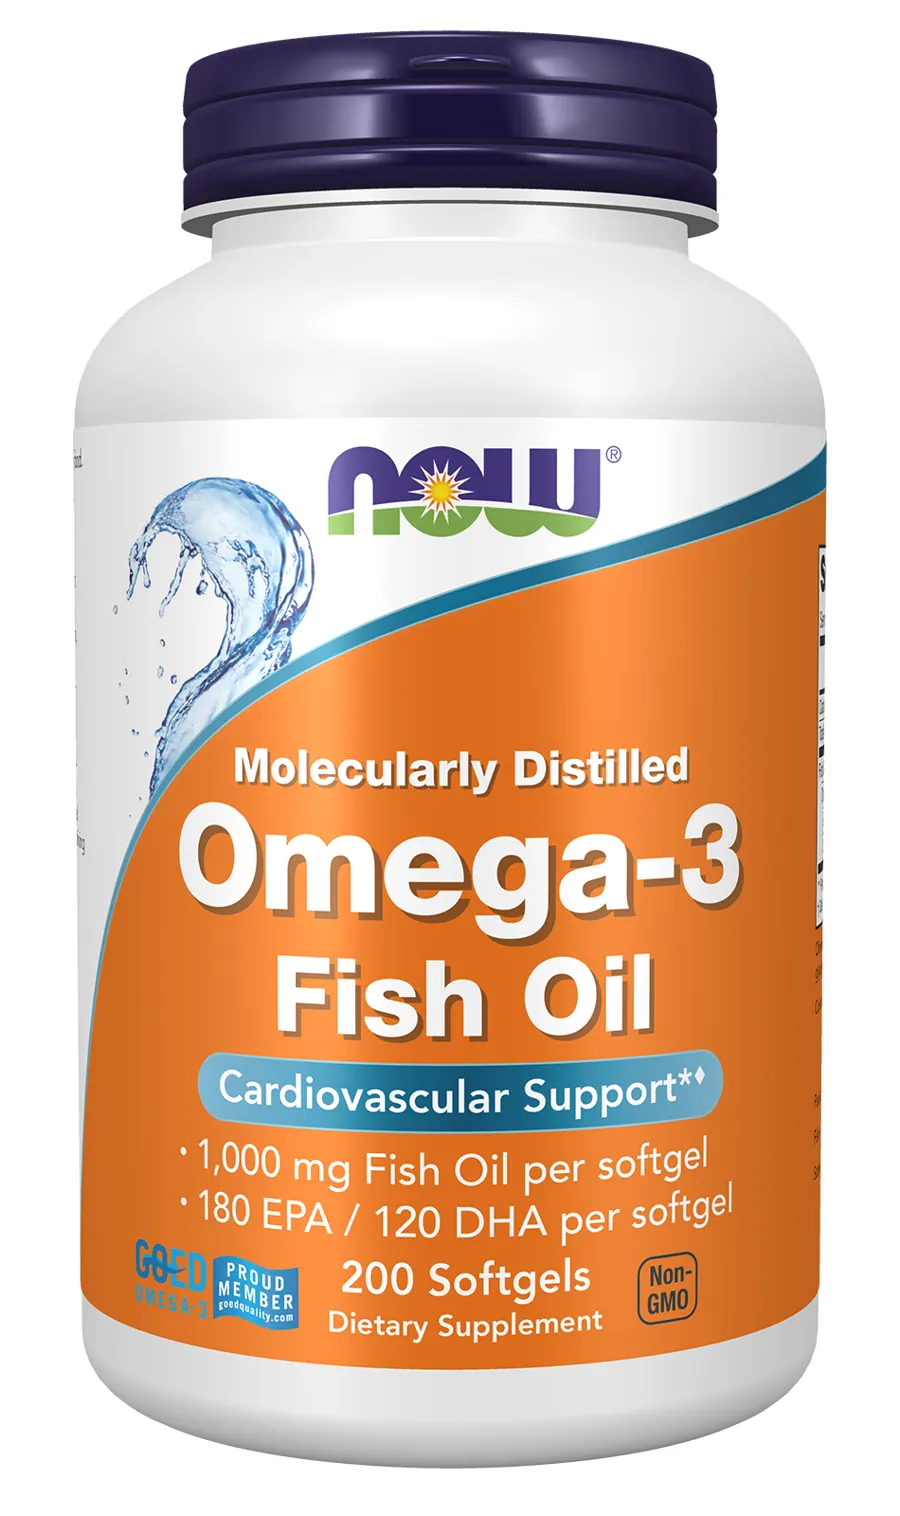 NOW®
Molecularly Distilled
Omega-3
Fish Oil
Cardiovascular Support*♦
• 1,000 mg Fish Oil per softgel
• 180 EPA / 120 DHA per softgel
GOED
OMEGA-3
PROUD
MEMBER
goedquality.com
200 Softgels
Dietary Supplement
Non-
GMO